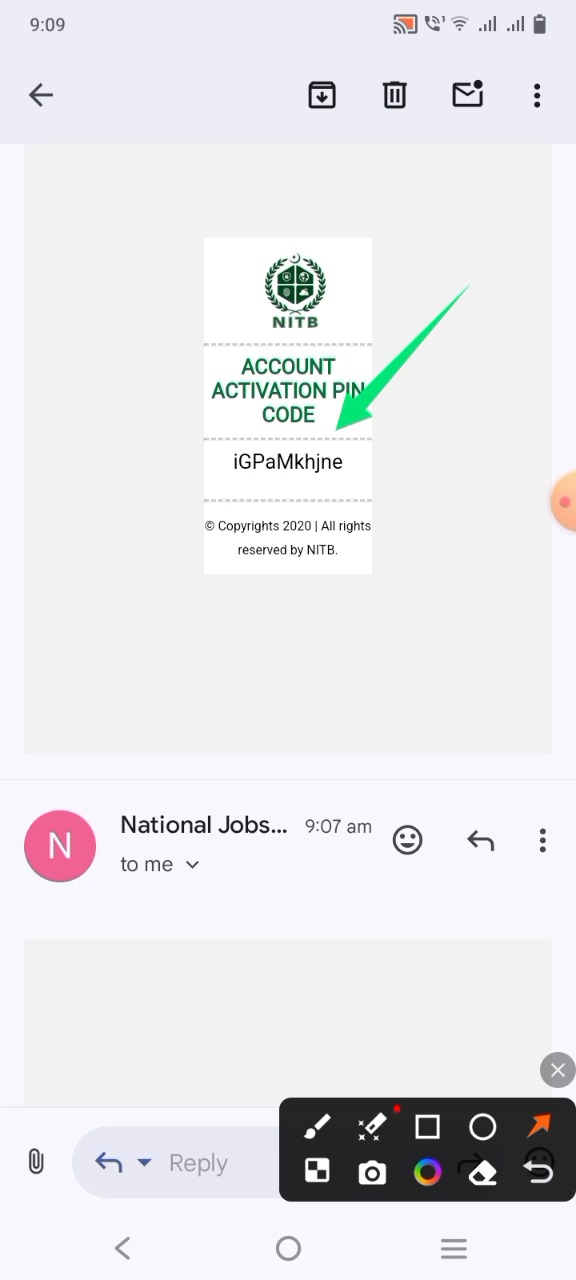 9:09
NITB
ACCOUNT
ACTIVATION PIN
CODE
iGPaMkhjne
© Copyrights 2020 | All rights
reserved by NITB.
N
National Jobs... 9:07 am
to me
Reply